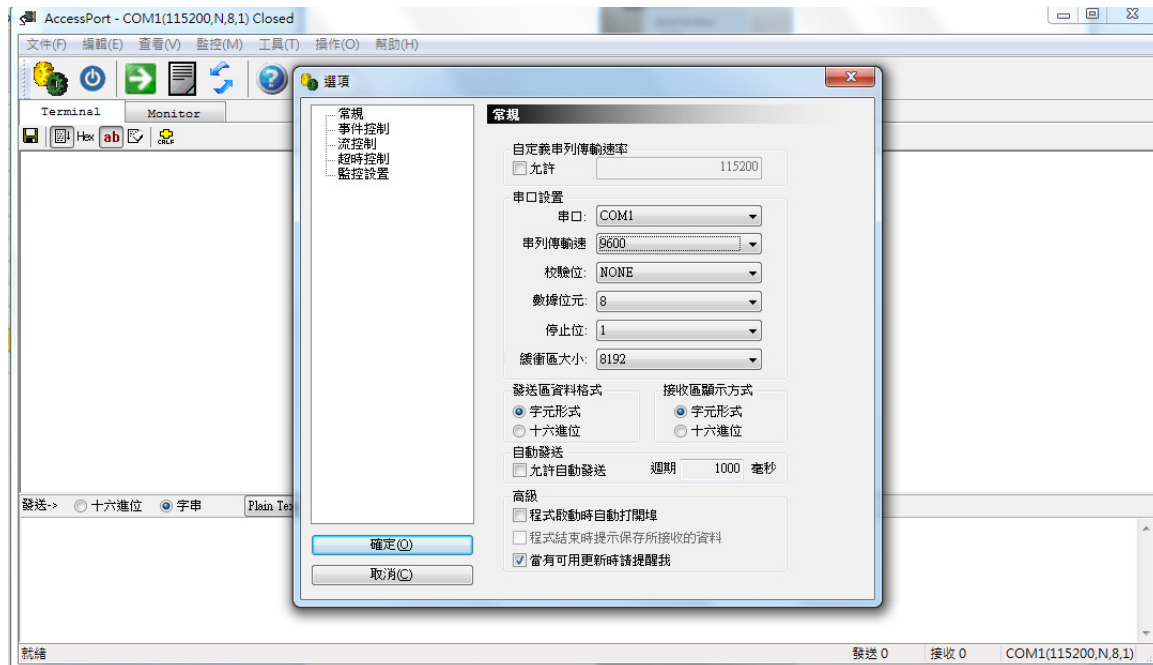 AccessPort - COM1(115200,N,8,1) Closed
文件(F) 編輯(E) 查看(V) 監控(M) 工具(T) 操作(O) 幫助(H)
Terminal Monitor
Hex ab CRLF
選項
常規
事件控制
流控制
超時控制
監控設置
常規
自定義串列傳輸速率
允許 115200
串口設置
串口: COM1
串列傳輸速 9600
校驗位: NONE
數據位元: 8
停止位: 1
緩衝區大小: 8192
發送區資料格式 接收區顯示方式
字元形式 字元形式
十六進位 十六進位
自動發送
允許自動發送 週期 1000 毫秒
高級
程式啟動時自動打開埠
程式結束時提示保存所接收的資料
當有可用更新時請提醒我
確定(O)
取消(C)
發送-> 十六進位 字串 Plain Tex
就緒 發送 0 接收 0 COM1(115200,N,8,1)